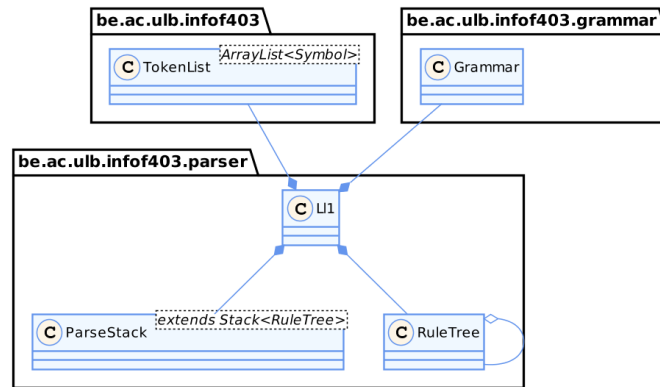 be.ac.ulb.infof403
be.ac.ulb.infof403.grammar
ArrayList<Symbol>
C TokenList
C Grammar
be.ac.ulb.infof403.parser
C Ll1
extends Stack<RuleTree>
C ParseStack
C RuleTree